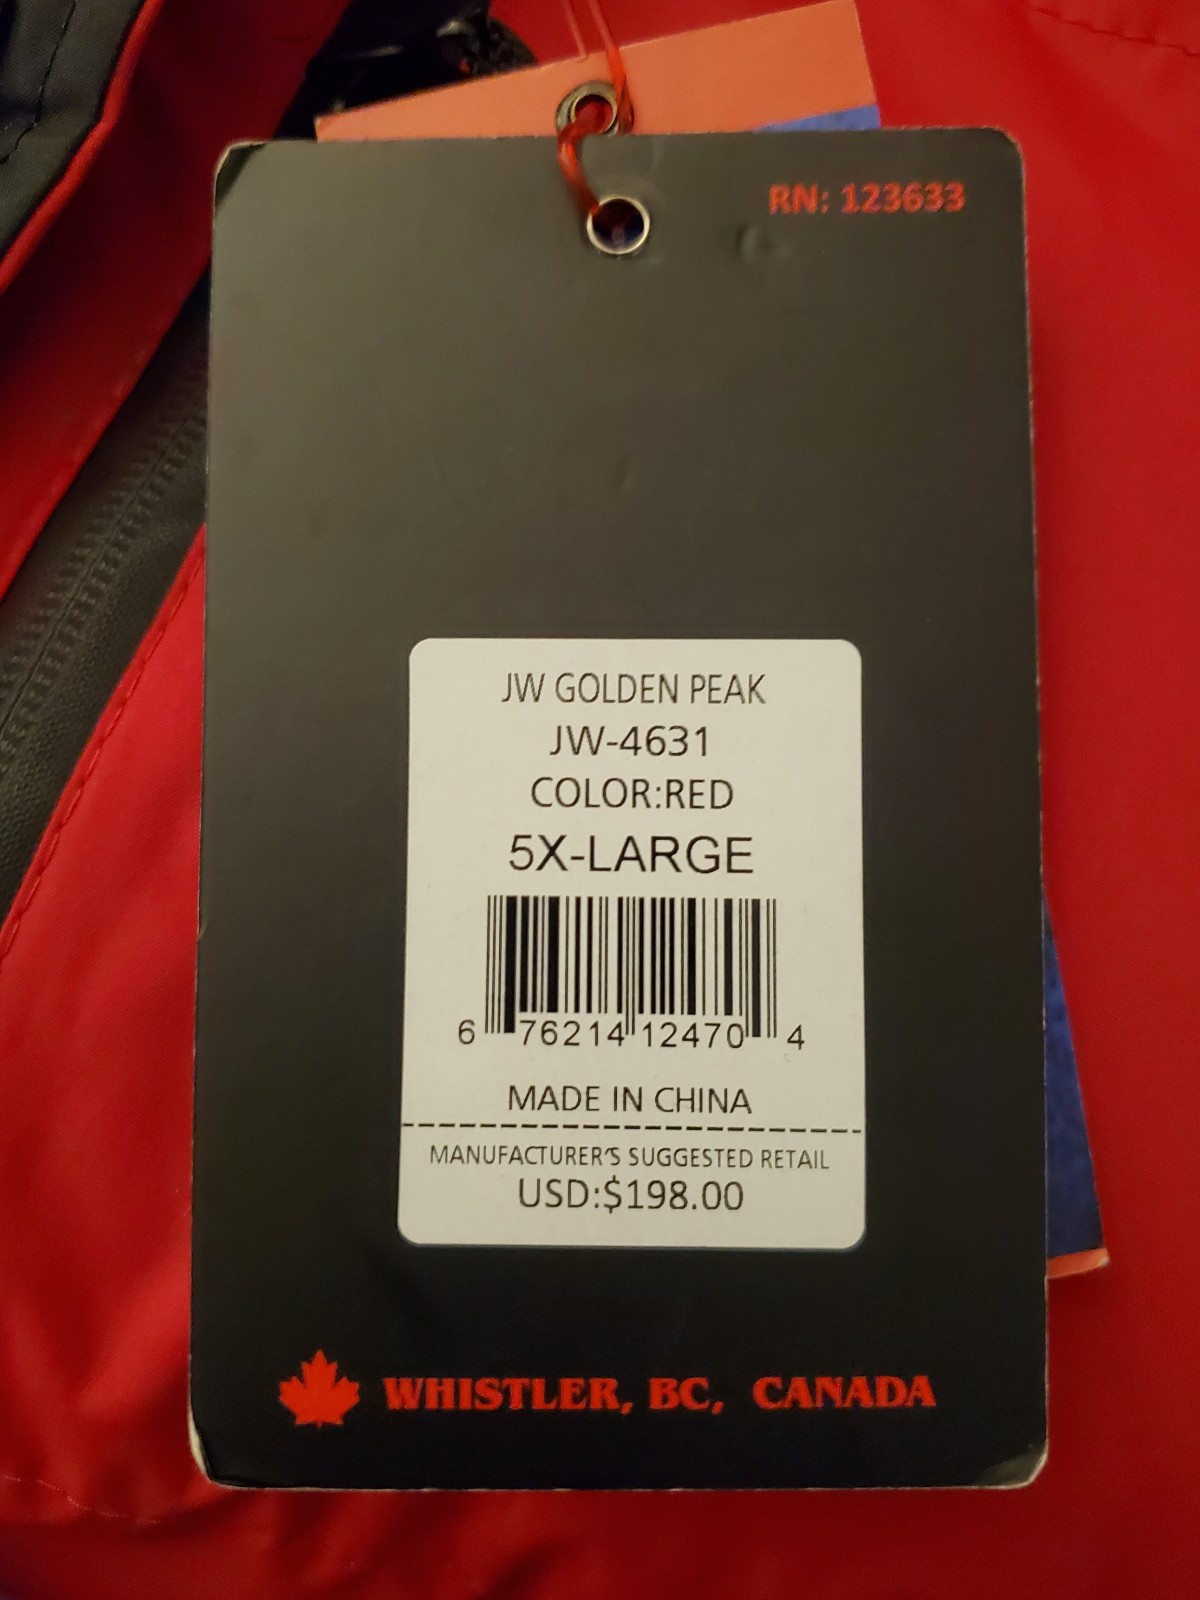 RN: 123633
JW GOLDEN PEAK
JW-4631
COLOR:RED
5X-LARGE
6 76214 12470 4
MADE IN CHINA
MANUFACTURER'S SUGGESTED RETAIL
USD:$198.00
WHISTLER, BC, CANADA